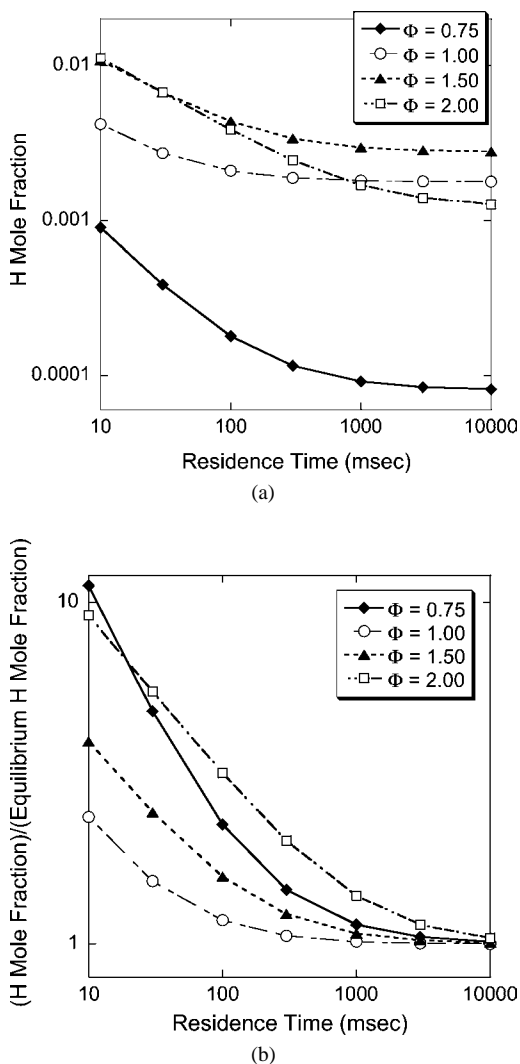 Φ = 0.75
Φ = 1.00
Φ = 1.50
Φ = 2.00
0.01
0.001
0.0001
H Mole Fraction
10
100
1000
10000
Residence Time (msec)
(a)
Φ = 0.75
Φ = 1.00
Φ = 1.50
Φ = 2.00
10
1
(H Mole Fraction)/(Equilibrium H Mole Fraction)
10
100
1000
10000
Residence Time (msec)
(b)